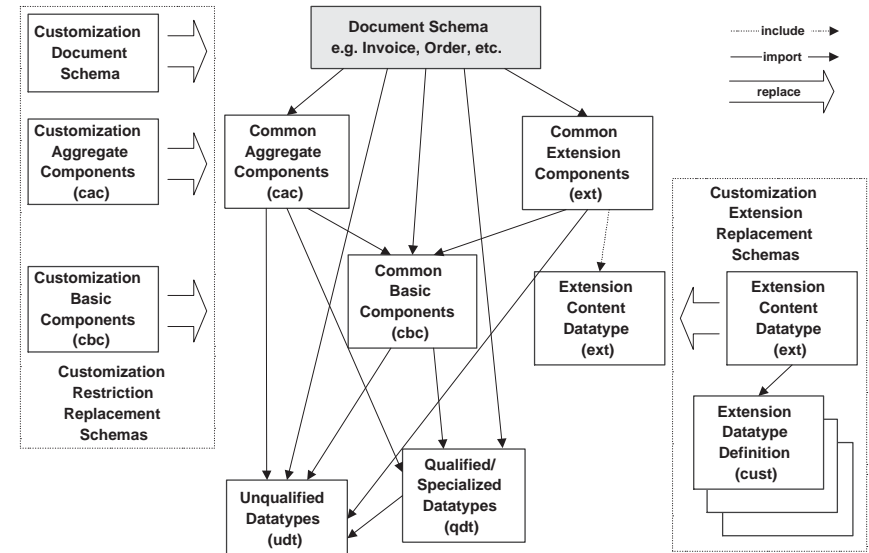 Customization
Document
Schema
Document Schema
e.g. Invoice, Order, etc.
include
import
replace
Customization
Aggregate
Components
(cac)
Common
Aggregate
Components
(cac)
Common
Extension
Components
(ext)
Customization
Extension
Replacement
Schemas
Customization
Basic
Components
(cbc)
Common
Basic
Components
(cbc)
Extension
Content
Datatype
(ext)
Extension
Content
Datatype
(ext)
Customization
Restriction
Replacement
Schemas
Extension
Datatype
Definition
(cust)
Unqualified
Datatypes
(udt)
Qualified/
Specialized
Datatypes
(qdt)